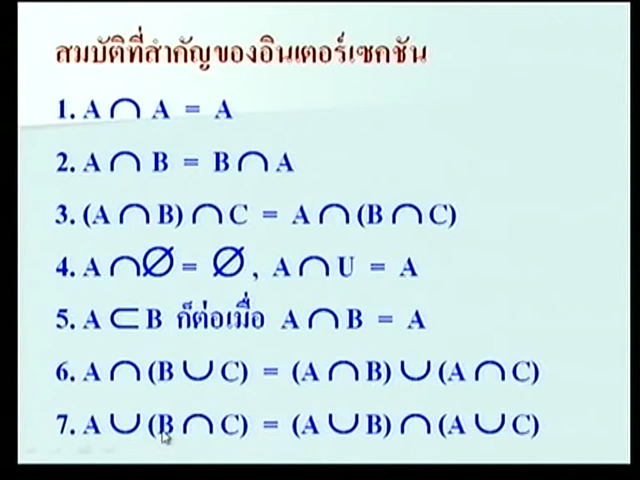 สมบัติที่สำคัญของอินเตอร์เซคชัน
1. A ∩ A = A
2. A ∩ B = B ∩ A
3. (A ∩ B) ∩ C = A ∩ (B ∩ C)
4. A ∩ ∅ = ∅ , A ∩ U = A
5. A ⊂ B ก็ต่อเมื่อ A ∩ B = A
6. A ∩ (B ∪ C) = (A ∩ B) ∪ (A ∩ C)
7. A ∪ (B ∩ C) = (A ∪ B) ∩ (A ∪ C)